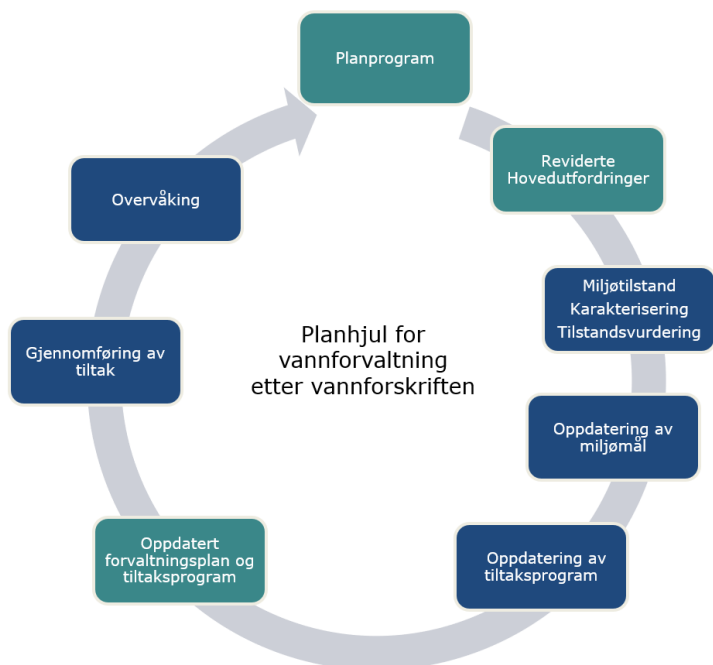 Planprogram
Reviderte
Hovedutfordringer
Miljøtilstand
Karakterisering
Tilstandsvurdering
Oppdatering av
miljømål
Oppdatering av
tiltaksprogram
Oppdatert
forvaltningsplan og
tiltaksprogram
Gjennomføring av
tiltak
Overvåking
Planhjul for
vannforvaltning
etter vannforskriften